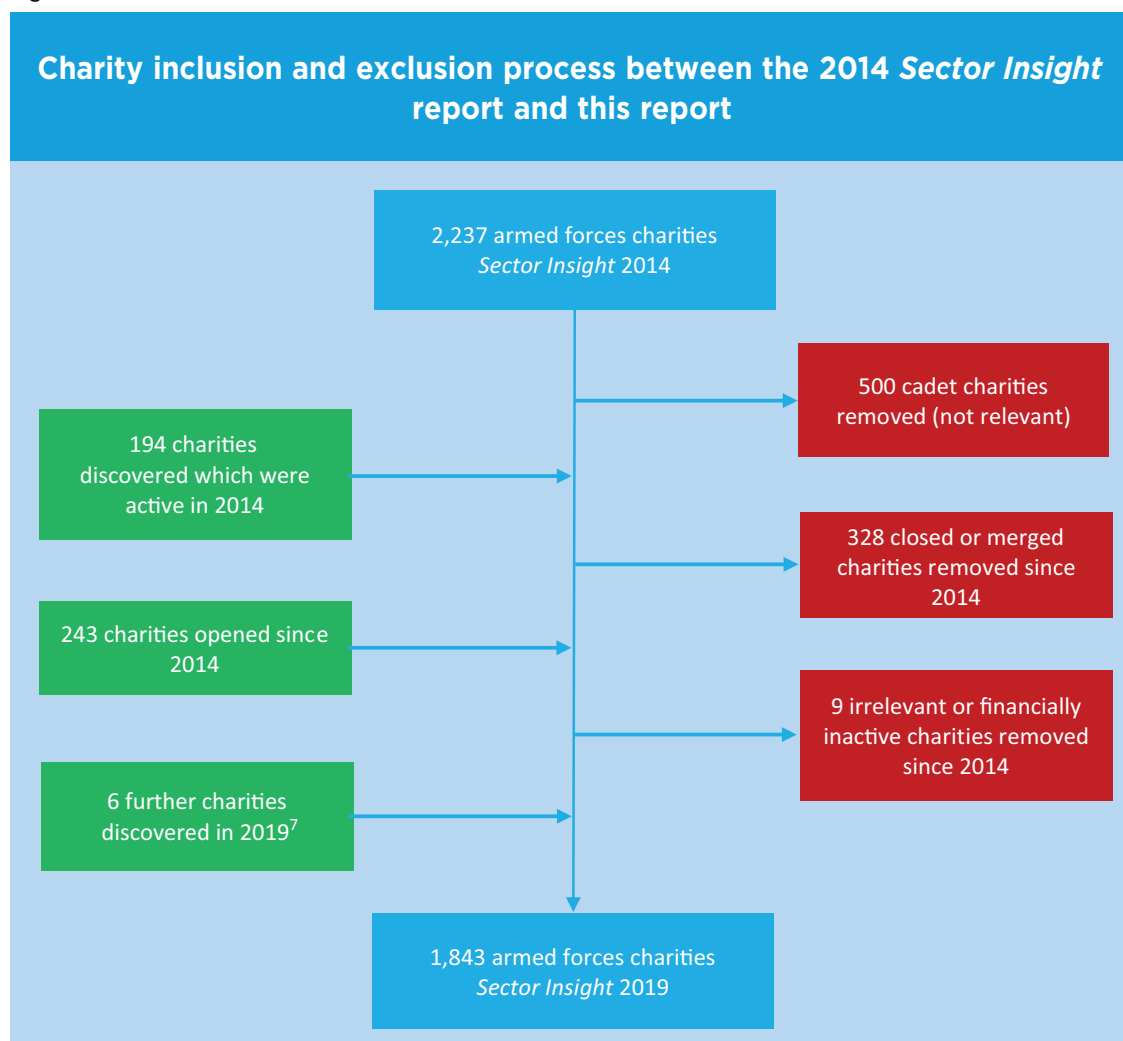 Charity inclusion and exclusion process between the 2014 Sector Insight
report and this report
2,237 armed forces charities
Sector Insight 2014
500 cadet charities
removed (not relevant)
194 charities
discovered which were
active in 2014
328 closed or merged
charities removed since
2014
243 charities opened since
2014
9 irrelevant or financially
inactive charities removed
since 2014
6 further charities
discovered in 2019⁷
1,843 armed forces charities
Sector Insight 2019